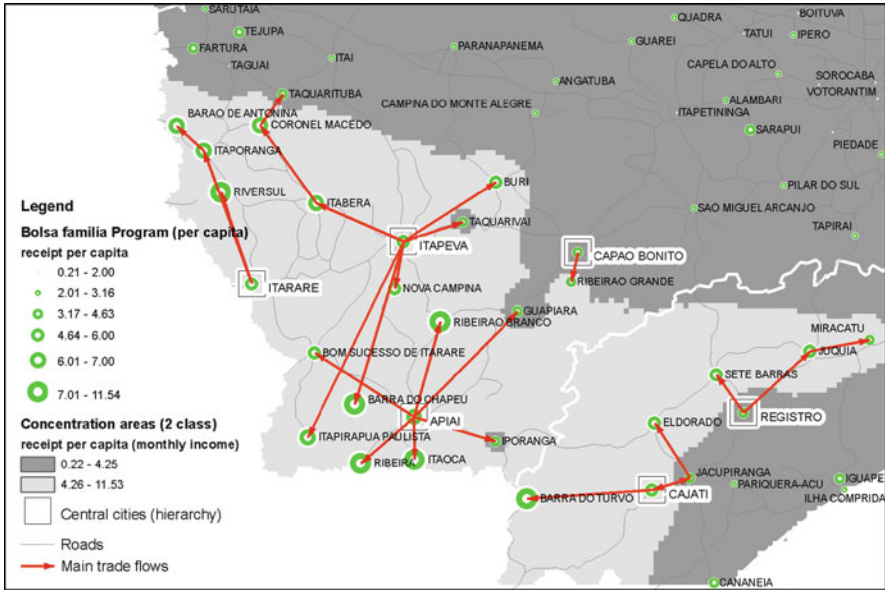 SARUTAIA
TEJUPA
FARTURA
TAGUAI
ITAI
TAQUARITUBA
PARANAPANEMA
QUADRA
BOITUVA
GUAREI
TATUI
IPERO
CAPELA DO ALTO
ANGATUBA
SOROCABA
VOTORANTIM
CAMPINA DO MONTE ALEGRE
ALAMBARI
ITAPETININGA
SARAPUI
PIEDADE
BARAO DE ANTONINA
CORONEL MACEDO
ITAPORANGA
RIVERSUL
ITABERA
BURI
TAQUARIVAI
PILAR DO SUL
SAO MIGUEL ARCANJO
TAPIRAI
ITAPEVA
CAPAO BONITO
RIBEIRAO GRANDE
ITARARE
NOVA CAMPINA
GUAPIARA
RIBEIRAO BRANCO
MIRACATU
JUQUIA
BOM SUCESSO DE ITARARE
SETE BARRAS
BARRA DO CHAPEU
APIAI
REGISTRO
ELDORADO
ITAPIRAPUA PAULISTA
IPORANGA
RIBEIRA
ITAOCA
JACUPIRANGA
PARIQUERA-ACU
IGUAPE
ILHA COMPRIDA
BARRA DO TURVO
CAJATI
CANANEIA
Legend
Bolsa familia Program (per capita)
receipt per capita
0.21 - 2.00
2.01 - 3.16
3.17 - 4.63
4.64 - 6.00
6.01 - 7.00
7.01 - 11.54
Concentration areas (2 class)
receipt per capita (monthly income)
0.22 - 4.25
4.26 - 11.53
Central cities (hierarchy)
Roads
Main trade flows